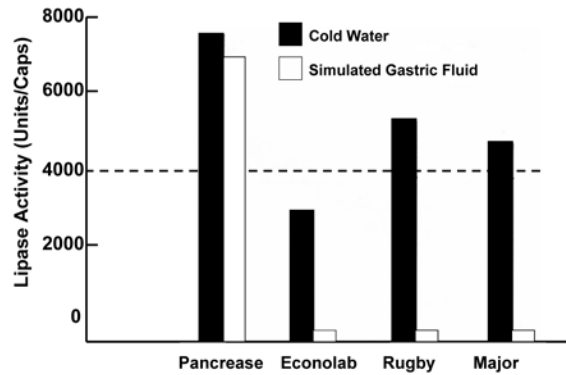 8000
6000
4000
2000
0
Lipase Activity (Units/Caps)
Cold Water
Simulated Gastric Fluid
Pancrease Econolab Rugby Major